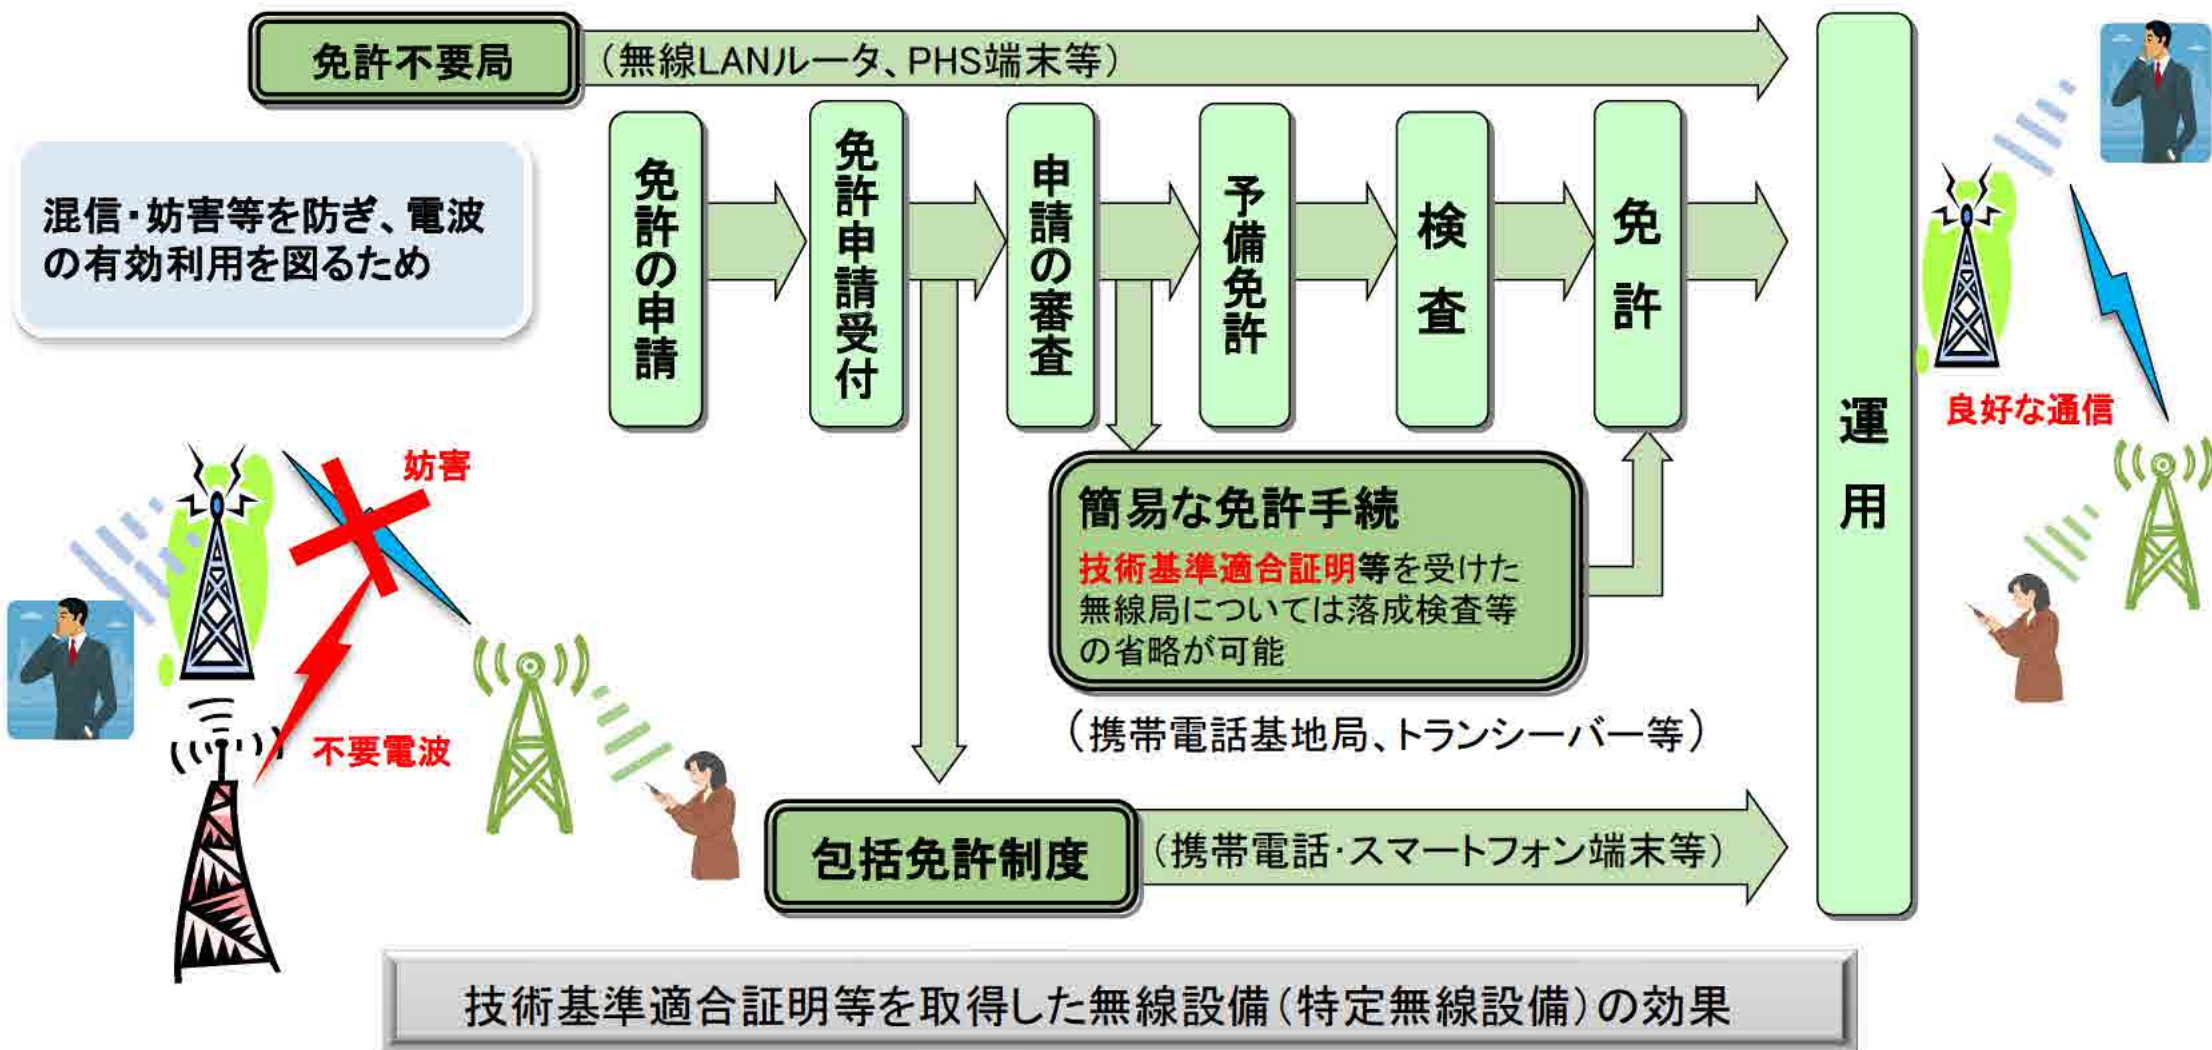 免許不要局
（無線LANルータ、PHS端末等）
混信・妨害等を防ぎ、電波
の有効利用を図るため
免許の申請
免許申請受付
申請の審査
予備免許
検査
免許
運用
良好な通信
妨害
不要電波
簡易な免許手続
技術基準適合証明等を受けた
無線局については落成検査等
の省略が可能
（携帯電話基地局、トランシーバー等）
包括免許制度
（携帯電話・スマートフォン端末等）
技術基準適合証明等を取得した無線設備（特定無線設備）の効果